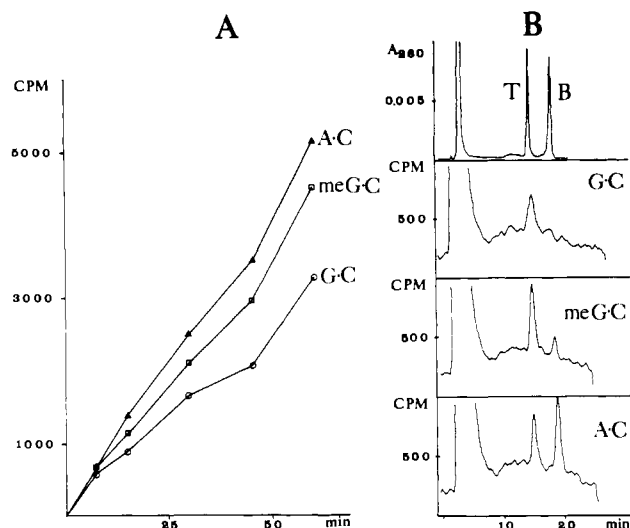 A
B
CPM
5000
3000
1000
A·C
meG·C
G·C
25 50 min
A260
0.005
T
B
CPM
500
G·C
CPM
500
meG·C
CPM
500
A·C
10 20 min